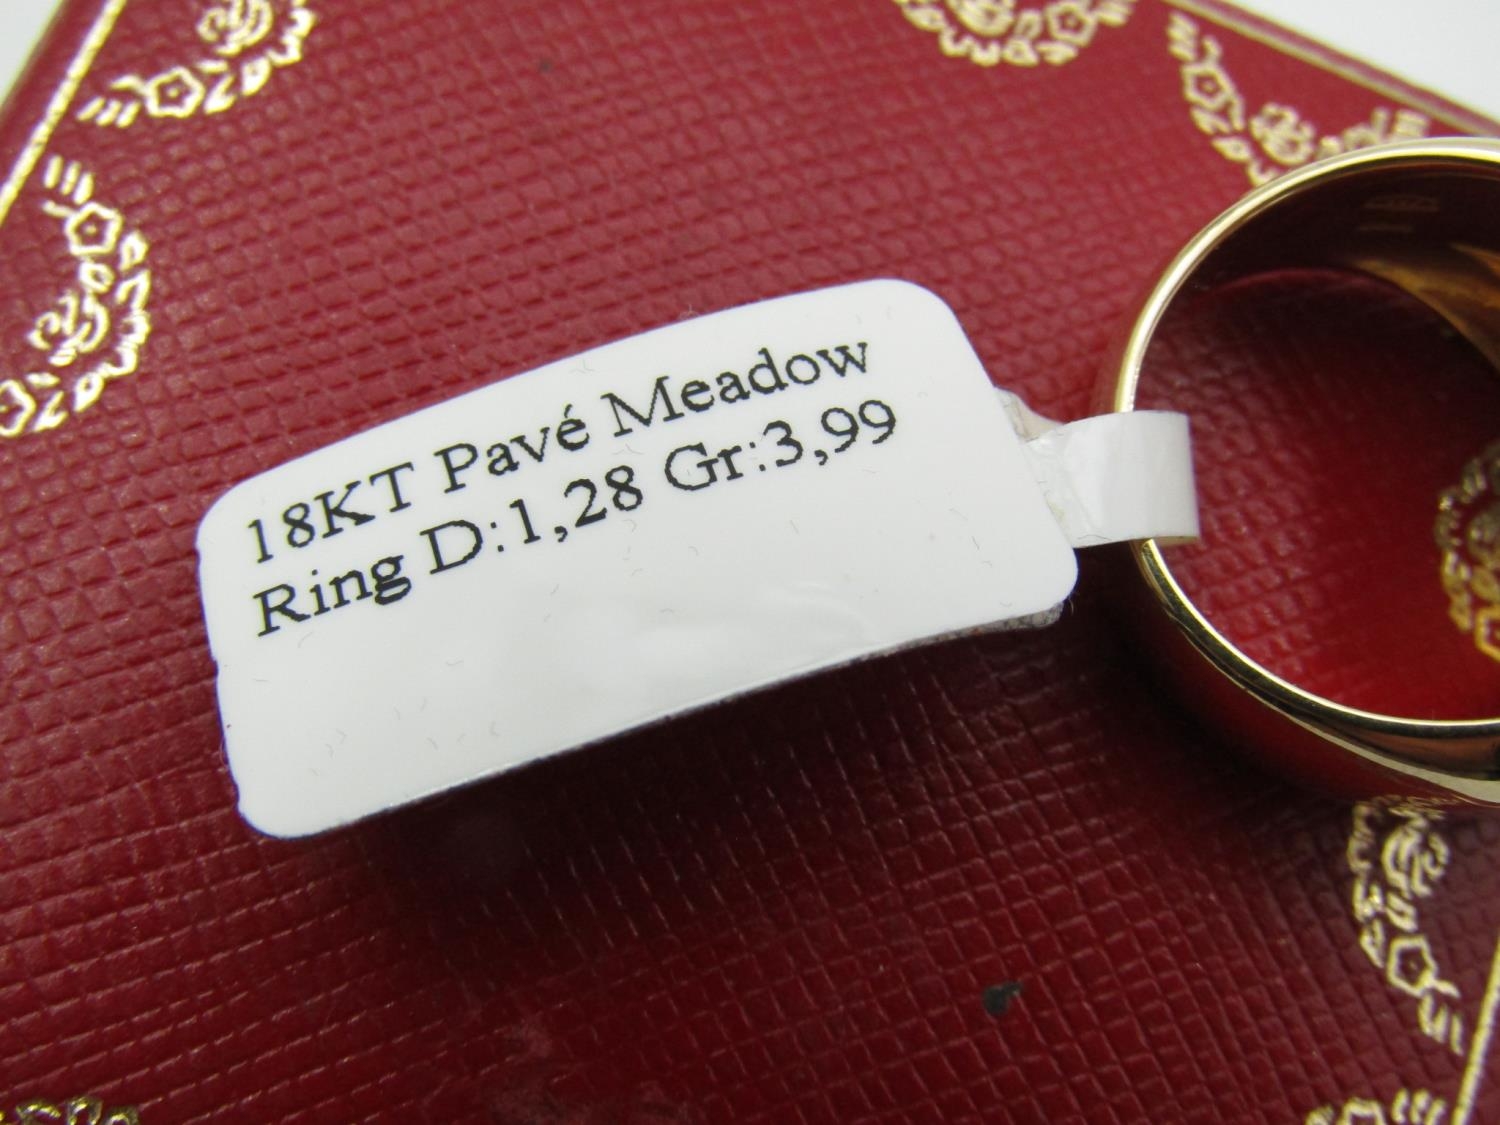 18KT Pavé Meadow
Ring D:1,28 Gr:3,99